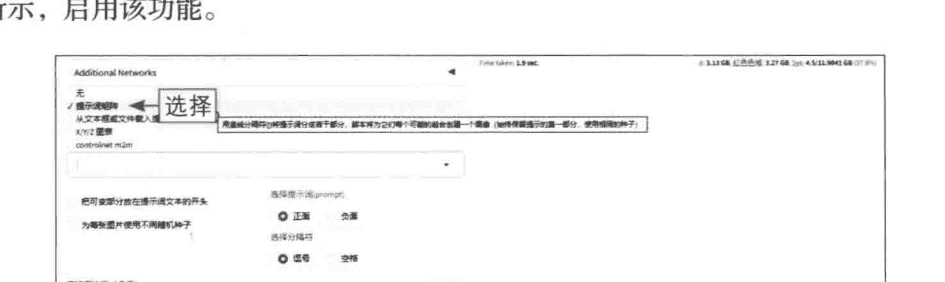 示，启用该功能。
Additional Networks
Time taken: 1.9 sec.
无
✓ 提示词矩阵
选择
从文本框或文件载入提
用竖线分隔符(|)将提示词分成若干部分，脚本将为它们每个可能的组合创建一个图像（始终保留提示的第一部分，使用相同的种子）
X/Y/Z 图表
controlnet m2m
把可变部分放在提示词文本的开头
选择提示词(prompt)
正面 负面
为每张图片使用不同随机种子
选择分隔符
逗号 空格